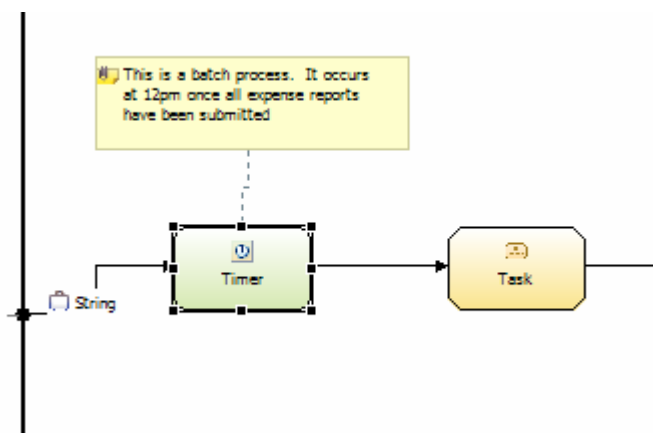 This is a batch process.  It occurs
at 12pm once all expense reports
have been submitted
Timer
Task
String